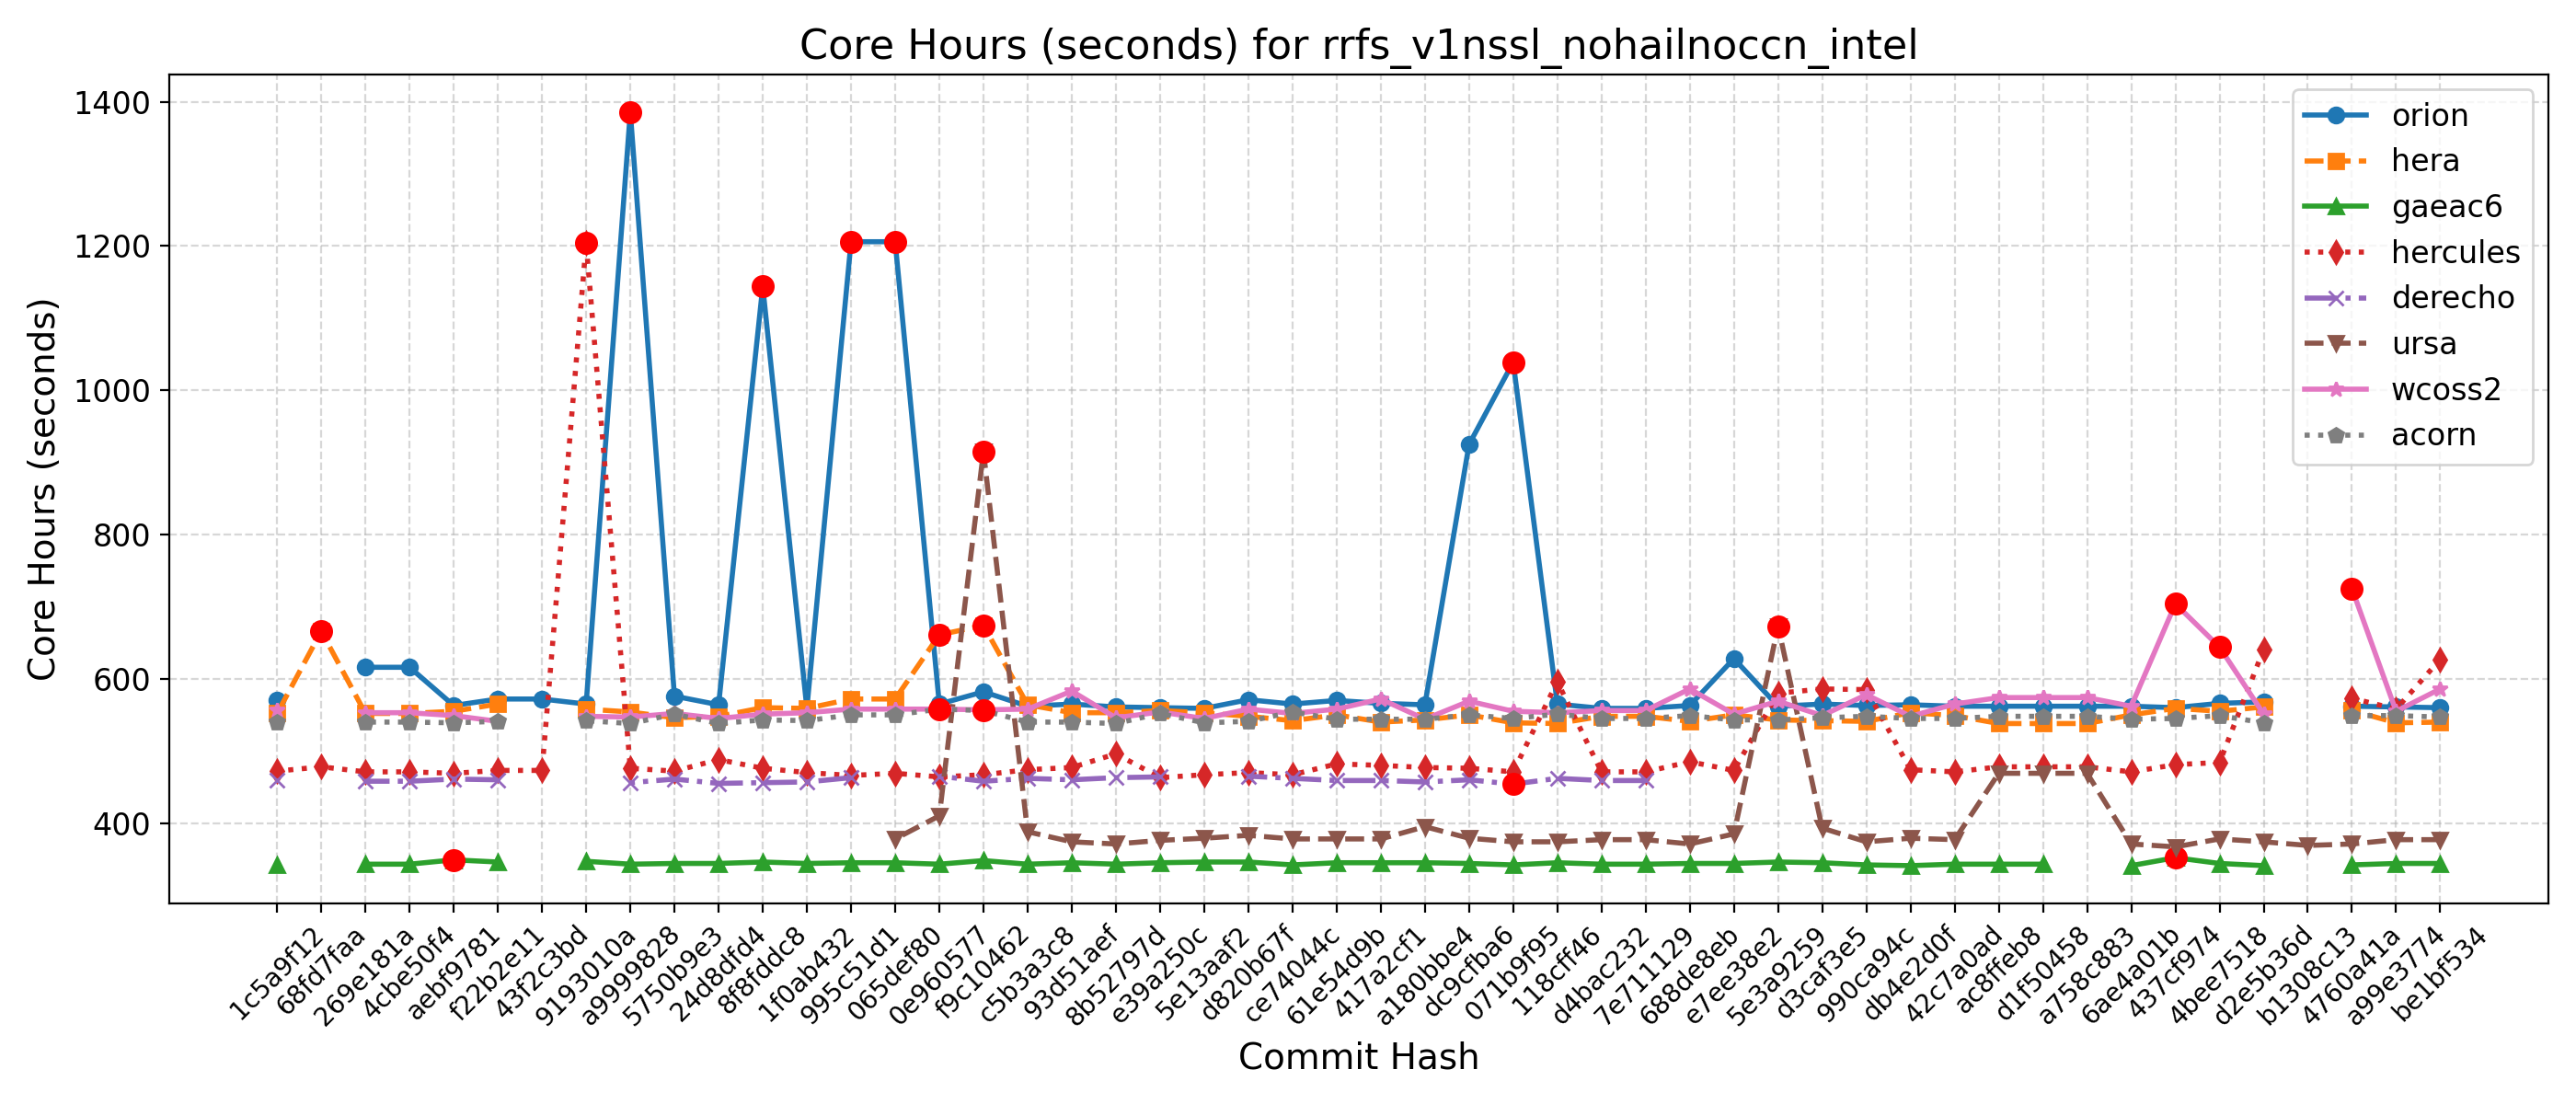 Core Hours (seconds) for rrfs_v1nssl_nohailnoccn_intel
Core Hours (seconds)
1400
1200
1000
800
600
400
orion
hera
gaeac6
hercules
derecho
ursa
wcoss2
acorn
1c5a9f12
68fd7faa
269e181a
4cbe50f4
aebf9781
f22b2e11
43f2c3bd
9193010a
a9999828
5750b9e3
24d8dfd4
8f8fddc8
1f0ab432
995c51d1
065def80
0e960577
f9c10462
c5b3a3c8
93d51aef
8b52797d
e39a250c
5e13aaf2
d820b67f
ce74044c
61e54d9b
417a2cf1
a180bbe4
dc9cfba6
071b9f95
118cff46
d4bac232
7e711129
688de8eb
e7ee38e2
5e3a9259
d3caf3e5
990ca94c
db4e2d0f
42c7a0ad
ac8ffeb8
d1f50458
a758c883
6ae4a01b
437cf974
4bee7518
d2e5b36d
b1308c13
4760a41a
a99e3774
be1bf534
Commit Hash